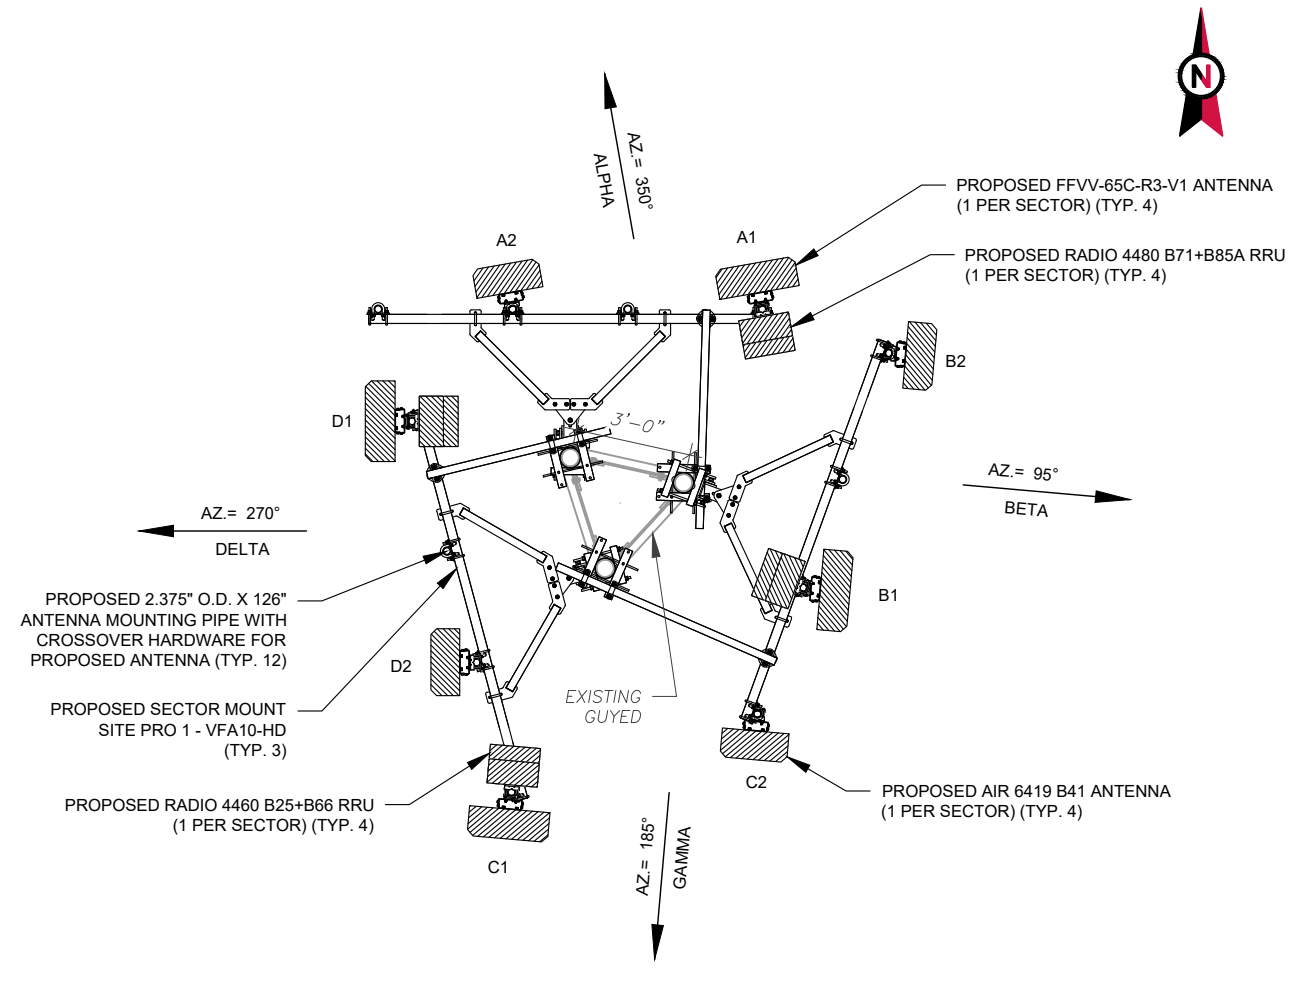 N
AZ.= 350°
ALPHA
PROPOSED FFVV-65C-R3-V1 ANTENNA
(1 PER SECTOR) (TYP. 4)
A2
A1
PROPOSED RADIO 4480 B71+B85A RRU
(1 PER SECTOR) (TYP. 4)
B2
D1
3'-0"
AZ.= 95°
BETA
AZ.= 270°
DELTA
PROPOSED 2.375" O.D. X 126"
ANTENNA MOUNTING PIPE WITH
CROSSOVER HARDWARE FOR
PROPOSED ANTENNA (TYP. 12)
B1
D2
EXISTING
GUYED
PROPOSED SECTOR MOUNT
SITE PRO 1 - VFA10-HD
(TYP. 3)
C2
PROPOSED RADIO 4460 B25+B66 RRU
(1 PER SECTOR) (TYP. 4)
PROPOSED AIR 6419 B41 ANTENNA
(1 PER SECTOR) (TYP. 4)
C1
AZ.= 185°
GAMMA